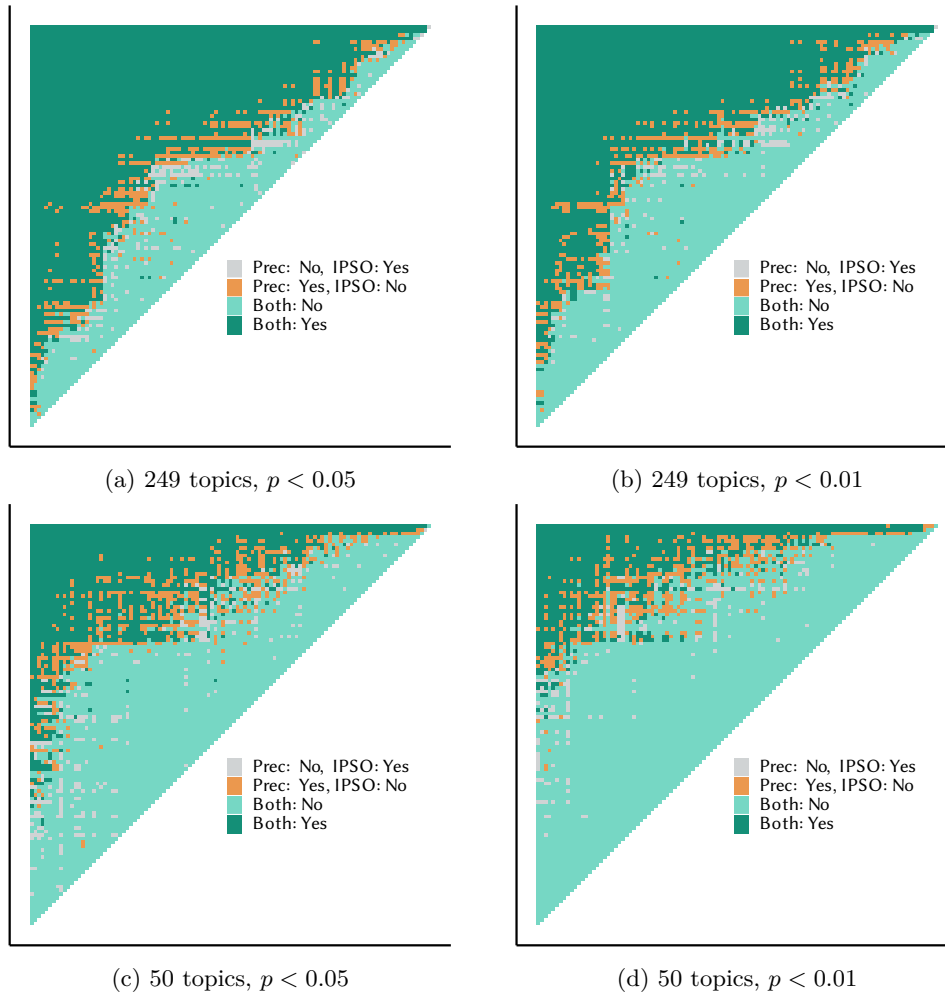 Prec: No, IPSO: Yes
Prec: Yes, IPSO: No
Both: No
Both: Yes
(a) 249 topics, p < 0.05
Prec: No, IPSO: Yes
Prec: Yes, IPSO: No
Both: No
Both: Yes
(b) 249 topics, p < 0.01
Prec: No, IPSO: Yes
Prec: Yes, IPSO: No
Both: No
Both: Yes
(c) 50 topics, p < 0.05
Prec: No, IPSO: Yes
Prec: Yes, IPSO: No
Both: No
Both: Yes
(d) 50 topics, p < 0.01